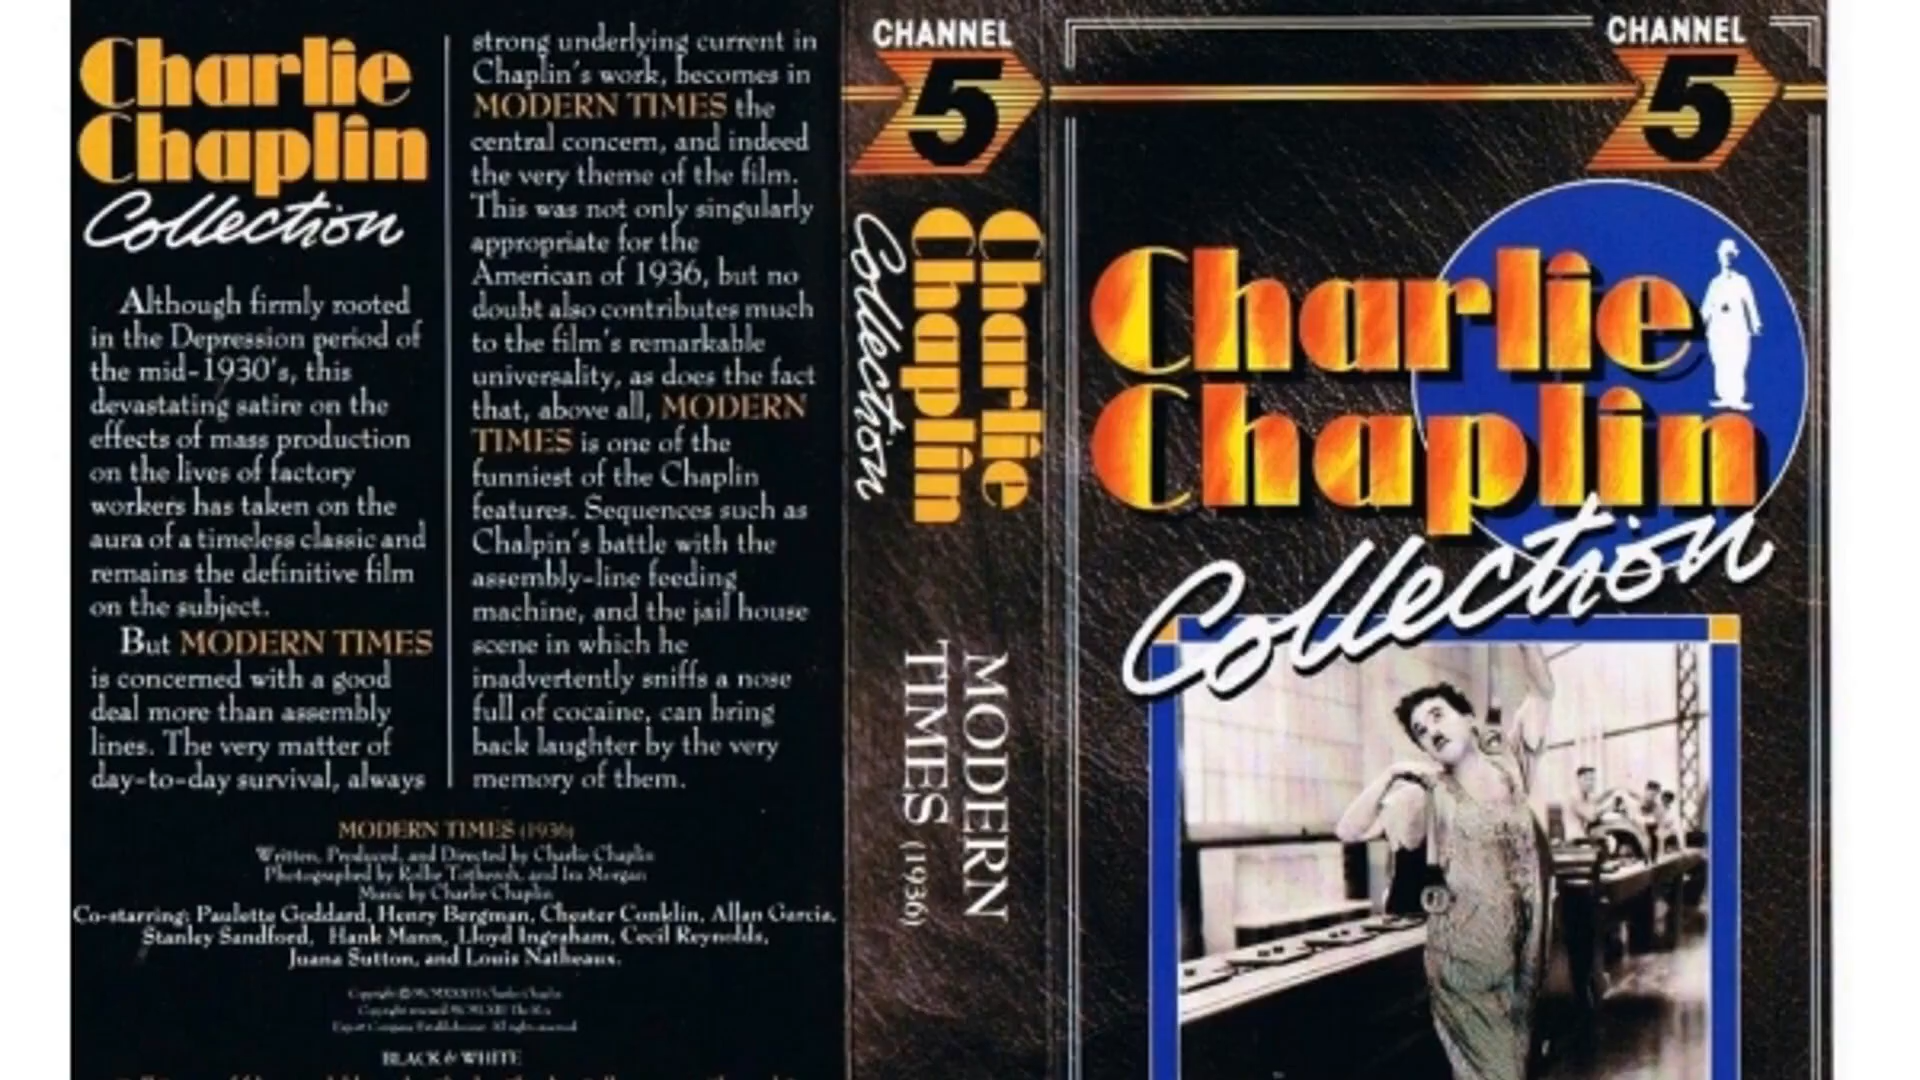 Charlie
Chaplin
Collection
Although firmly rooted
in the Depression period of
the mid-1930's, this
devastating satire on the
effects of mass production
on the lives of factory
workers has taken on the
aura of a timeless classic and
remains the definitive film
on the subject.
But MODERN TIMES
is concerned with a good
deal more than assembly
lines. The very matter of
day-to-day survival, always
strong underlying current in
Chaplin's work, becomes in
MODERN TIMES the
central concern, and indeed
the very theme of the film.
This was not only singularly
appropriate for the
American of 1936, but no
doubt also contributes much
to the film's remarkable
universality, as does the fact
that, above all, MODERN
TIMES is one of the
funniest of the Chaplin
features. Sequences such as
Chalpin's battle with the
assembly-line feeding
machine, and the jail house
scene in which he
inadvertently sniffs a nose
full of cocaine, can bring
back laughter by the very
memory of them.
MODERN TIMES (1936)
Written, Produced, and Directed by Charlie Chaplin
Photographed by Rollie Totheroh, and Ira Morgan
Music by Charlie Chaplin
Co-starring: Paulette Goddard, Henry Bergman, Chester Conklin, Allan Garcia,
Stanley Sandford, Hank Mann, Lloyd Ingraham, Cecil Reynolds,
Juana Sutton, and Louis Natheaux.
BLACK & WHITE
CHANNEL
5
Charlie
Chaplin
Collection
MODERN
TIMES (1936)
CHANNEL
5
Charlie
Chaplin
Collection